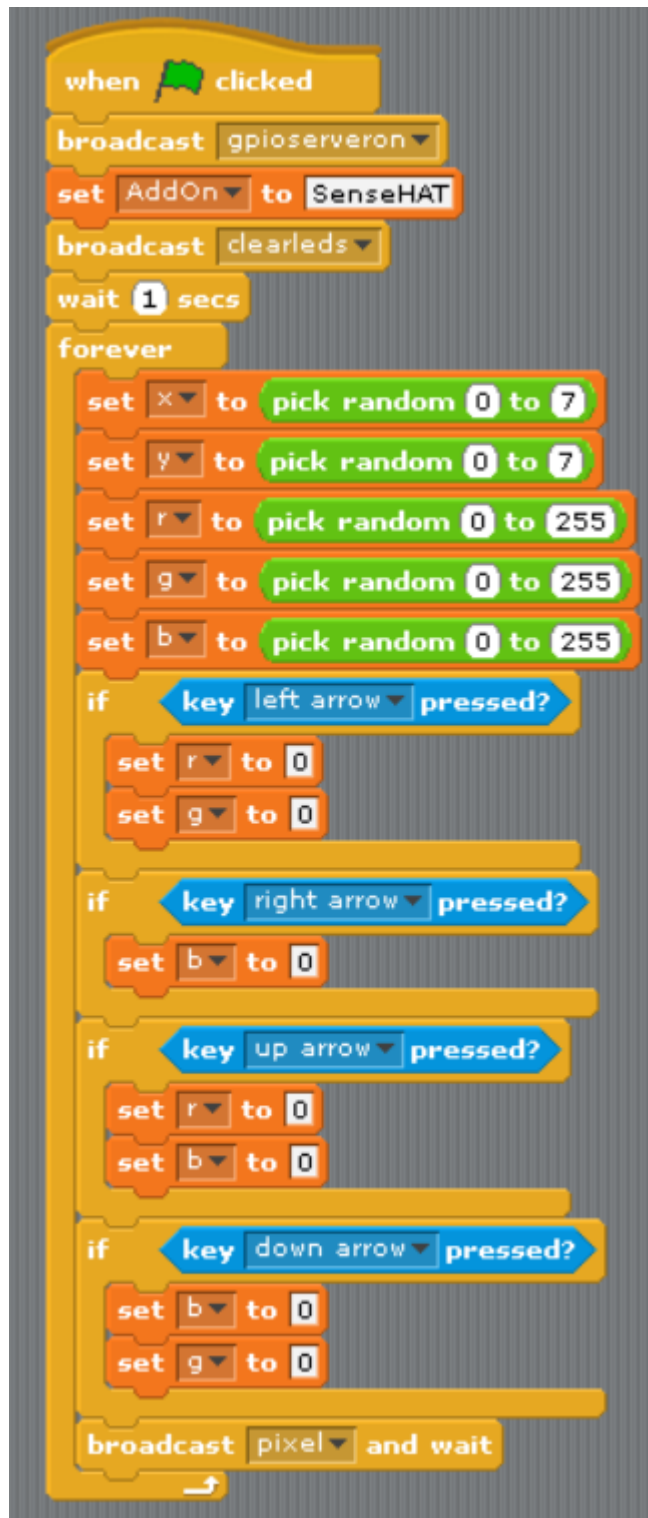 when clicked
broadcast gpioserveron
set AddOn to SenseHAT
broadcast clearleds
wait 1 secs
forever
set x to pick random 0 to 7
set y to pick random 0 to 7
set r to pick random 0 to 255
set g to pick random 0 to 255
set b to pick random 0 to 255
if key left arrow pressed?
set r to 0
set g to 0
if key right arrow pressed?
set b to 0
if key up arrow pressed?
set r to 0
set b to 0
if key down arrow pressed?
set b to 0
set g to 0
broadcast pixel and wait